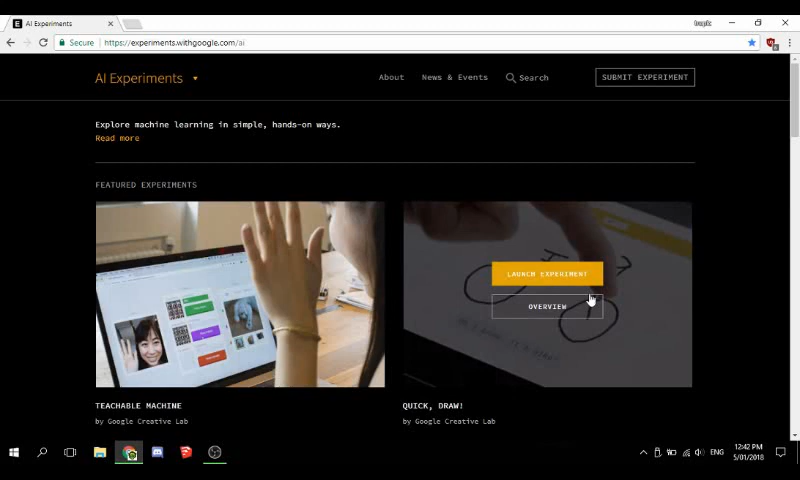 AI Experiments
tropic
Secure https://experiments.withgoogle.com/ai
AI Experiments
About
News & Events
Search
SUBMIT EXPERIMENT
Explore machine learning in simple, hands-on ways.
Read more
FEATURED EXPERIMENTS
LAUNCH EXPERIMENT
OVERVIEW
TEACHABLE MACHINE
QUICK, DRAW!
by Google Creative Lab
by Google Creative Lab
ENG
12:42 PM
5/01/2018